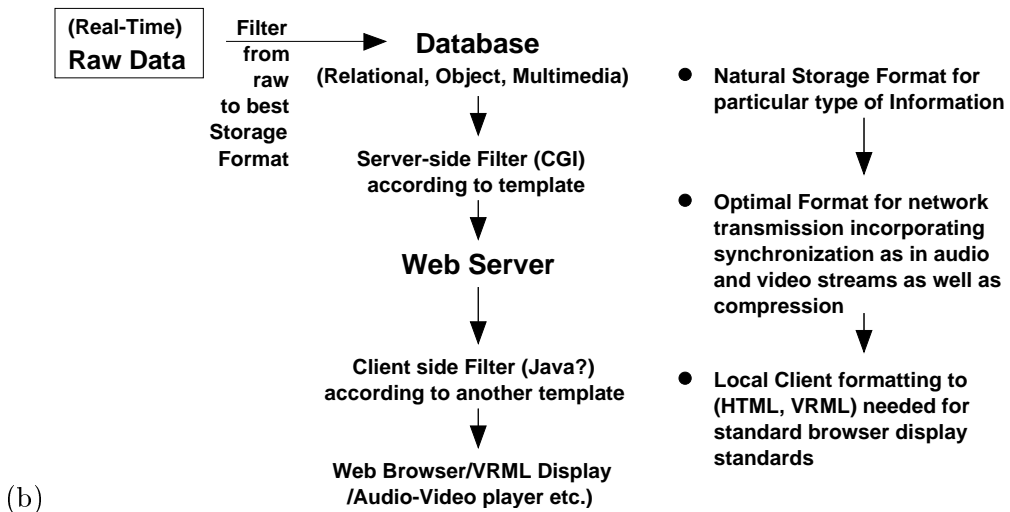 (Real-Time)
Raw Data
Filter
from
raw
to best
Storage
Format
Database
(Relational, Object, Multimedia)
Server-side Filter (CGI)
according to template
Web Server
Client side Filter (Java?)
according to another template
Web Browser/VRML Display
/Audio-Video player etc.)
● Natural Storage Format for
particular type of Information
● Optimal Format for network
transmission incorporating
synchronization as in audio
and video streams as well as
compression
● Local Client formatting to
(HTML, VRML) needed for
standard browser display
standards
(b)